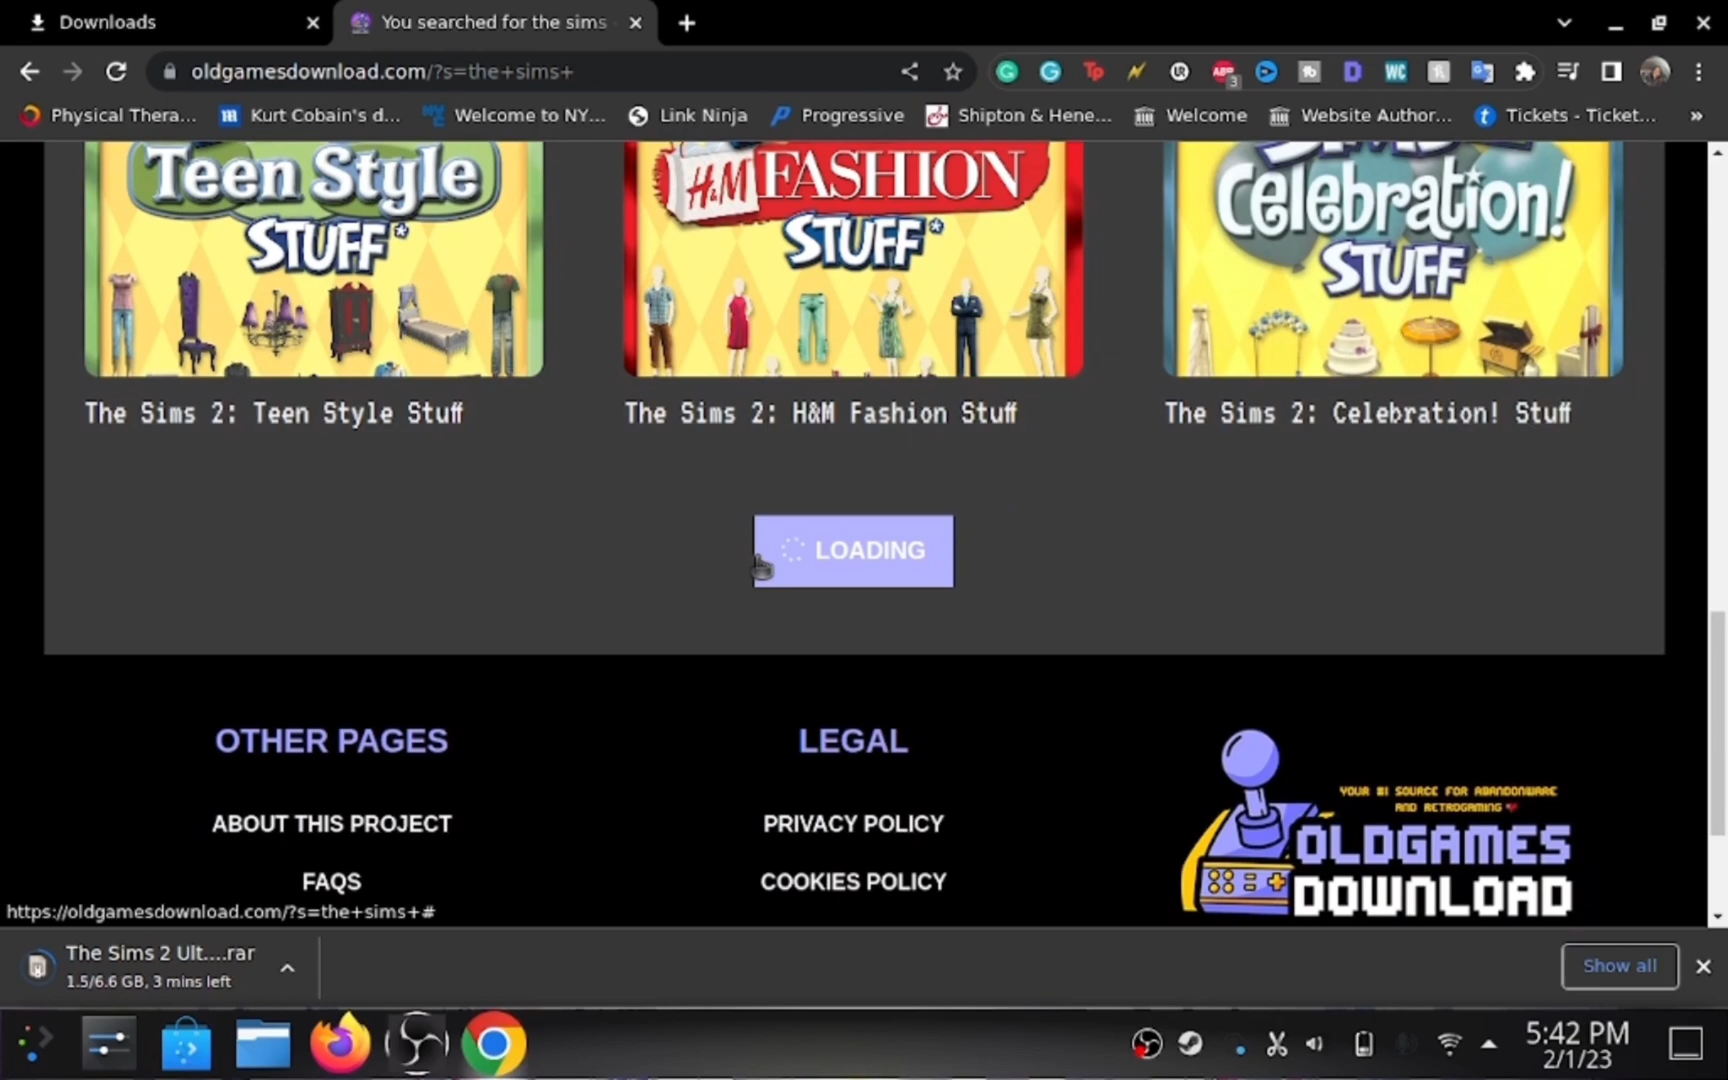 Downloads
You searched for the sims
oldgamesdownload.com/?s=the+sims+
3
Physical Thera...
Kurt Cobain's d...
Welcome to NY...
Link Ninja
Progressive
Shipton & Hene...
Welcome
Website Author...
Tickets - Ticket...
»
Teen Style
STUFF*
H&M FASHION
STUFF*
SIMS 2
Celebration!
STUFF
The Sims 2: Teen Style Stuff
The Sims 2: H&M Fashion Stuff
The Sims 2: Celebration! Stuff
LOADING
OTHER PAGES
LEGAL
YOUR #1 SOURCE FOR ABANDONWARE
AND RETROGAMING
OLDGAMES
DOWNLOAD
ABOUT THIS PROJECT
PRIVACY POLICY
FAQS
COOKIES POLICY
https://oldgamesdownload.com/?s=the+sims+#
The Sims 2 Ult....rar
1.5/6.6 GB, 3 mins left
Show all
5:42 PM
2/1/23